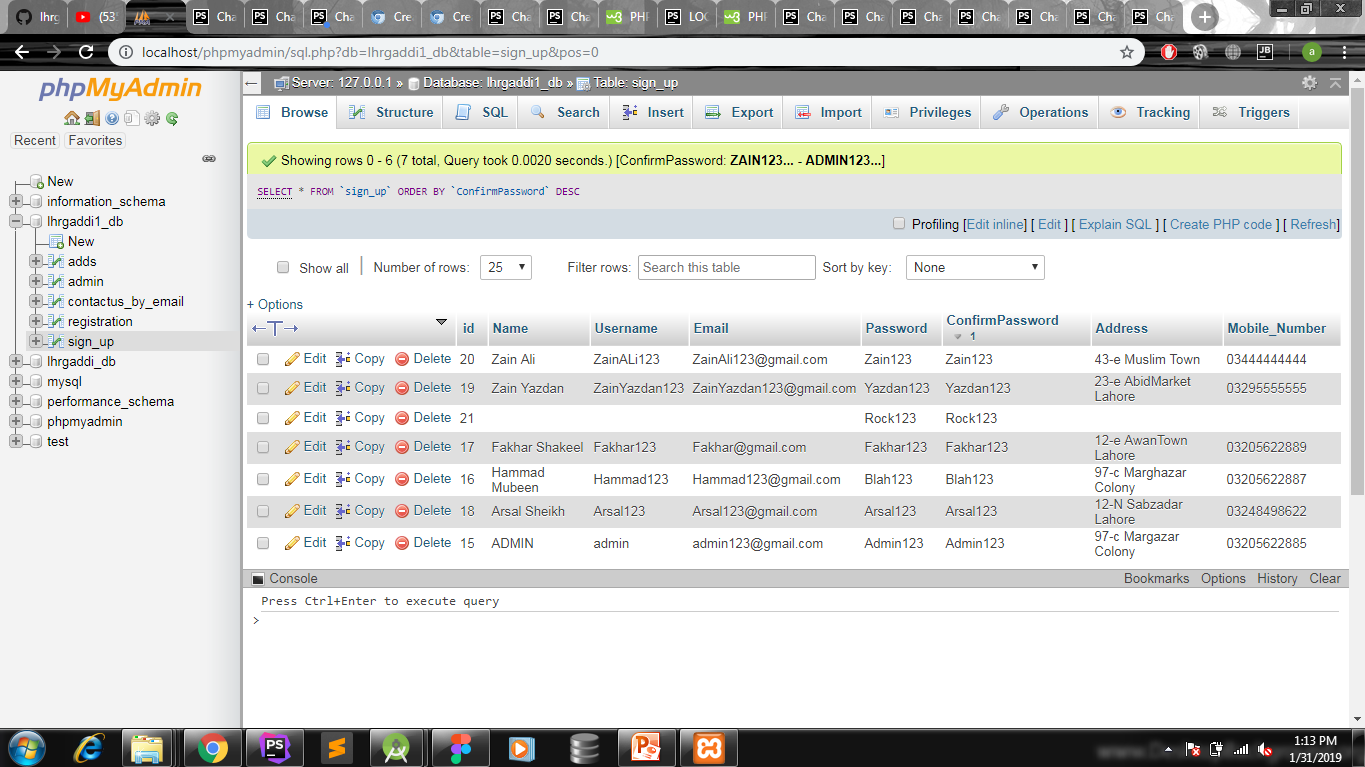 lhrg (53 Cha Cha Cha Cre Cre Cha Cha PHP LOC PHP Cha Cha Cha Cha Cha Cha Cha
localhost/phpmyadmin/sql.php?db=lhrgaddi1_db&table=sign_up&pos=0
phpMyAdmin
Recent Favorites
New
information_schema
lhrgaddi1_db
New
adds
admin
contactus_by_email
registration
sign_up
lhrgaddi_db
mysql
performance_schema
phpmyadmin
test
Server: 127.0.0.1 » Database: lhrgaddi1_db » Table: sign_up
Browse Structure SQL Search Insert Export Import Privileges Operations Tracking Triggers
Showing rows 0 - 6 (7 total, Query took 0.0020 seconds.) [ConfirmPassword: ZAIN123... - ADMIN123...]
SELECT * FROM `sign_up` ORDER BY `ConfirmPassword` DESC
Profiling [Edit inline] [ Edit ] [ Explain SQL ] [ Create PHP code ] [ Refresh]
Show all Number of rows: 25 Filter rows: Search this table Sort by key: None
+ Options
←T→ id Name Username Email Password ConfirmPassword 1 Address Mobile_Number
Edit Copy Delete 20 Zain Ali ZainALi123 ZainAli123@gmail.com Zain123 Zain123 43-e Muslim Town 03444444444
Edit Copy Delete 19 Zain Yazdan ZainYazdan123 ZainYazdan123@gmail.com Yazdan123 Yazdan123 23-e AbidMarket Lahore 03295555555
Edit Copy Delete 21 Rock123 Rock123
Edit Copy Delete 17 Fakhar Shakeel Fakhar123 Fakhar@gmail.com Fakhar123 Fakhar123 12-e AwanTown Lahore 03205622889
Edit Copy Delete 16 Hammad Mubeen Hammad123 Hammad123@gmail.com Blah123 Blah123 97-c Marghazar Colony 03205622887
Edit Copy Delete 18 Arsal Sheikh Arsal123 Arsal123@gmail.com Arsal123 Arsal123 12-N Sabzadar Lahore 03248498622
Edit Copy Delete 15 ADMIN admin admin123@gmail.com Admin123 Admin123 97-c Margazar Colony 03205622885
Console Bookmarks Options History Clear
Press Ctrl+Enter to execute query
>
1:13 PM
1/31/2019